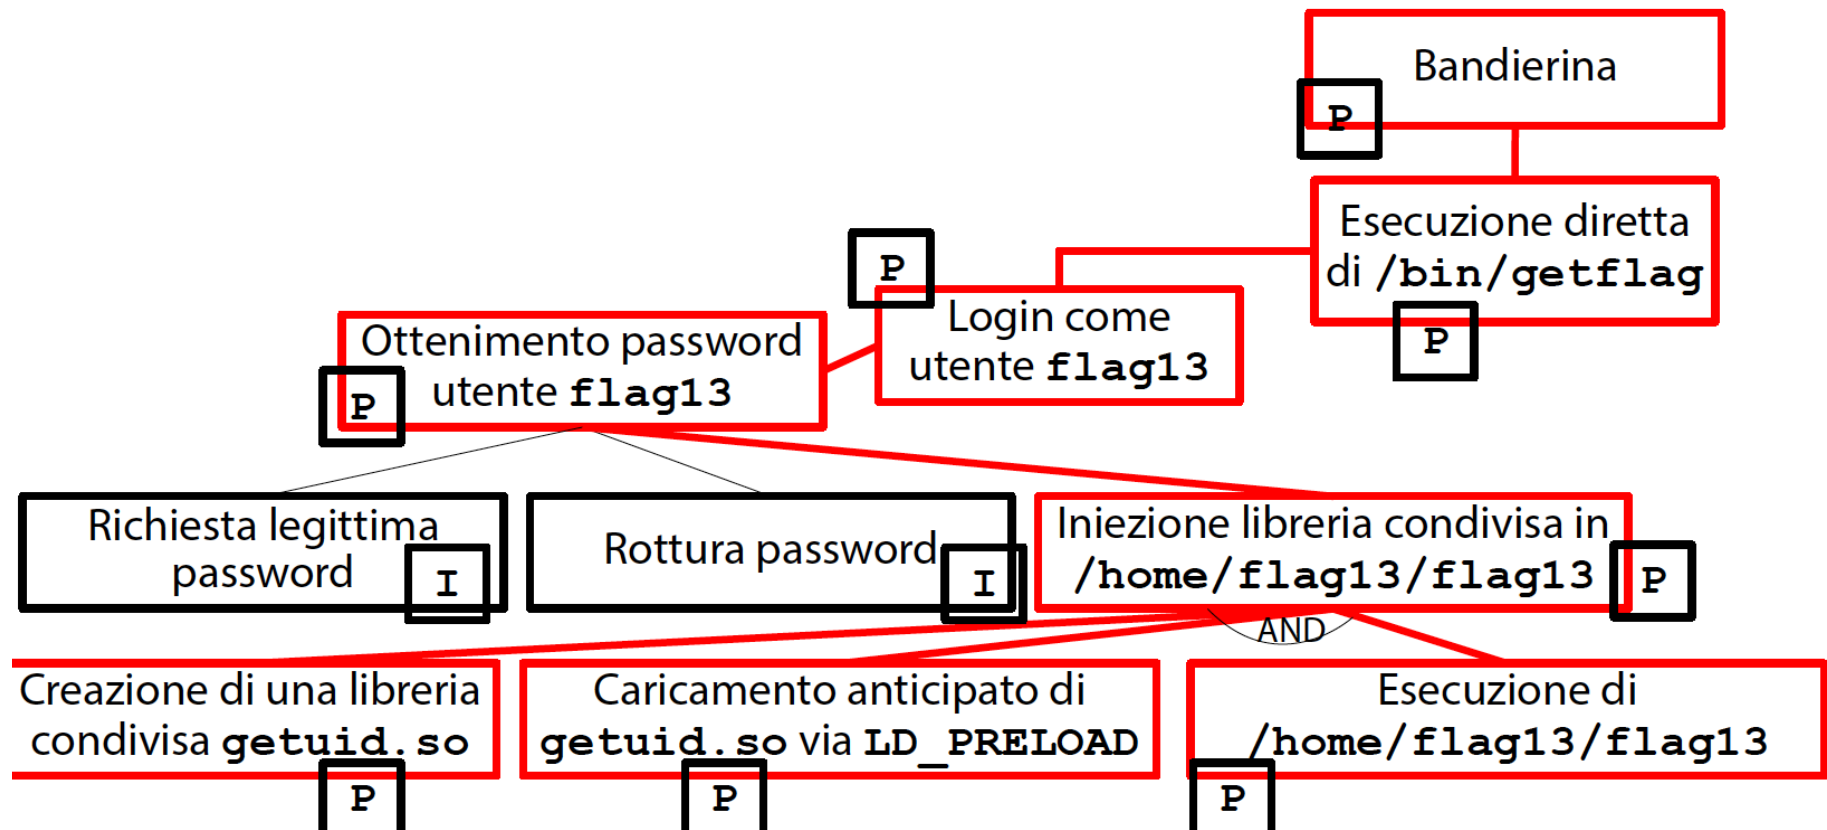 Bandierina
P
Esecuzione diretta
di /bin/getflag
P
P
Login come
utente flag13
Ottenimento password
utente flag13
P
Richiesta legittima
password
I
Rottura password
I
Iniezione libreria condivisa in
/home/flag13/flag13
P
AND
Creazione di una libreria
condivisa getuid.so
P
Caricamento anticipato di
getuid.so via LD_PRELOAD
P
Esecuzione di
/home/flag13/flag13
P